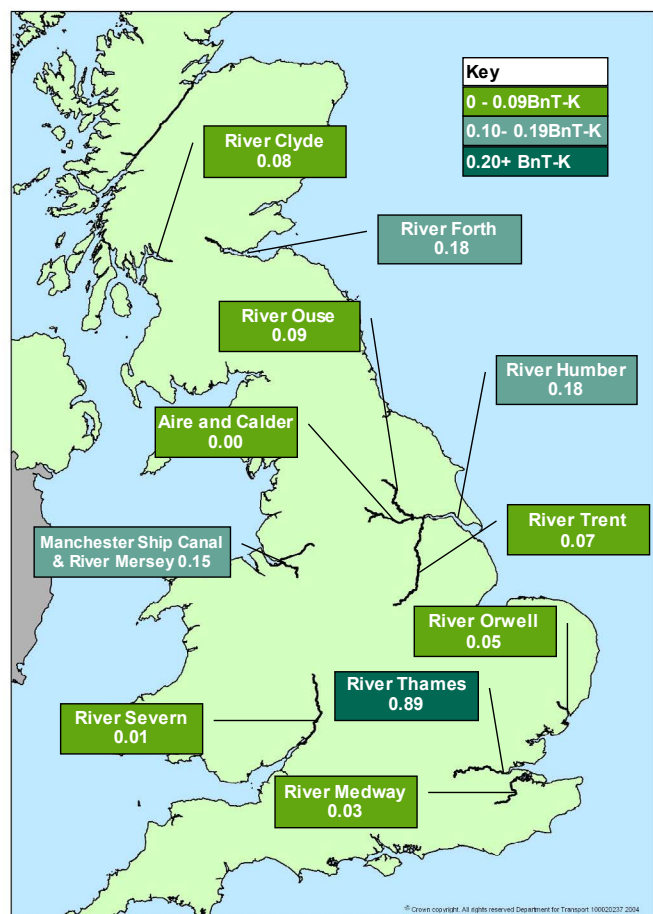 Key
0 - 0.09BnT-K
0.10- 0.19BnT-K
0.20+ BnT-K
River Clyde
0.08
River Forth
0.18
River Ouse
0.09
River Humber
0.18
Aire and Calder
0.00
River Trent
0.07
Manchester Ship Canal
& River Mersey 0.15
River Orwell
0.05
River Thames
0.89
River Severn
0.01
River Medway
0.03
© Crown copyright. All rights reserved Department for Transport 100020237 2004